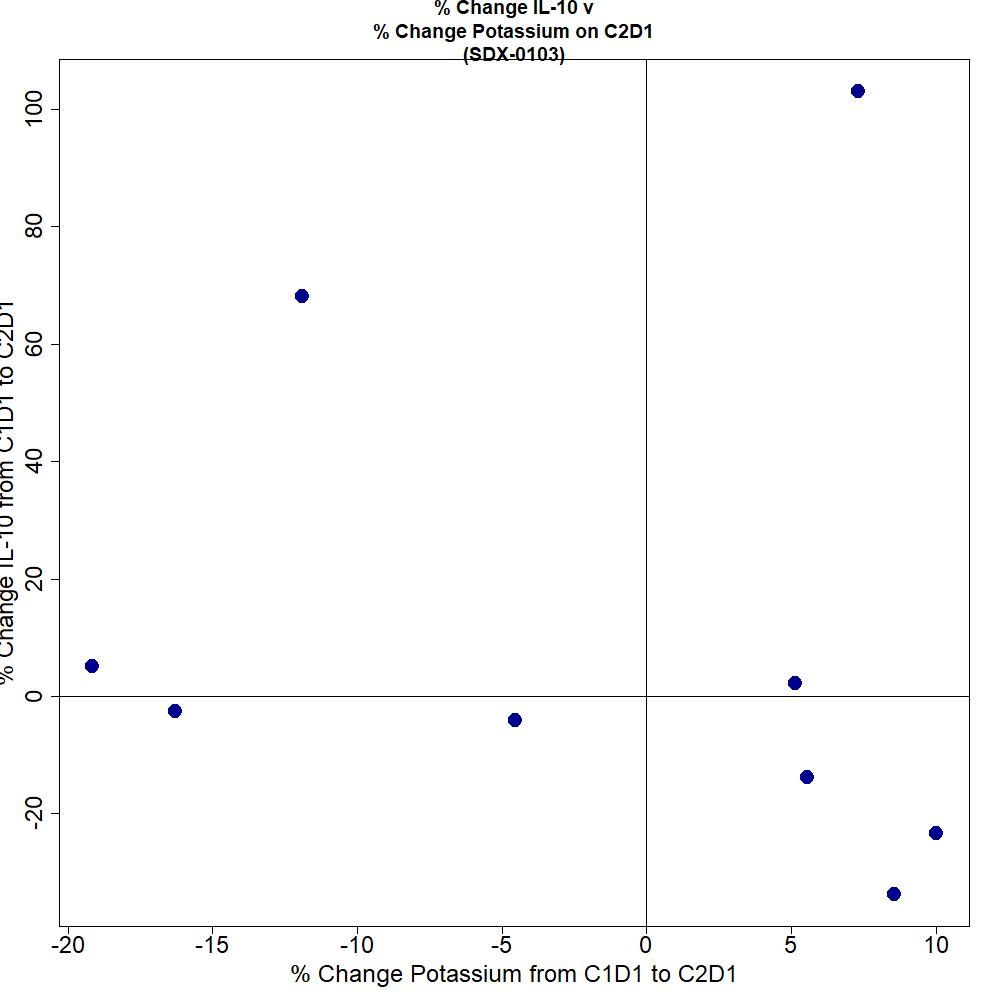 % Change IL-10 v
% Change Potassium on C2D1
(SDX-0103)
% Change IL-10 from C1D1 to C2D1
100
80
60
40
20
0
-20
-20 -15 -10 -5 0 5 10
% Change Potassium from C1D1 to C2D1